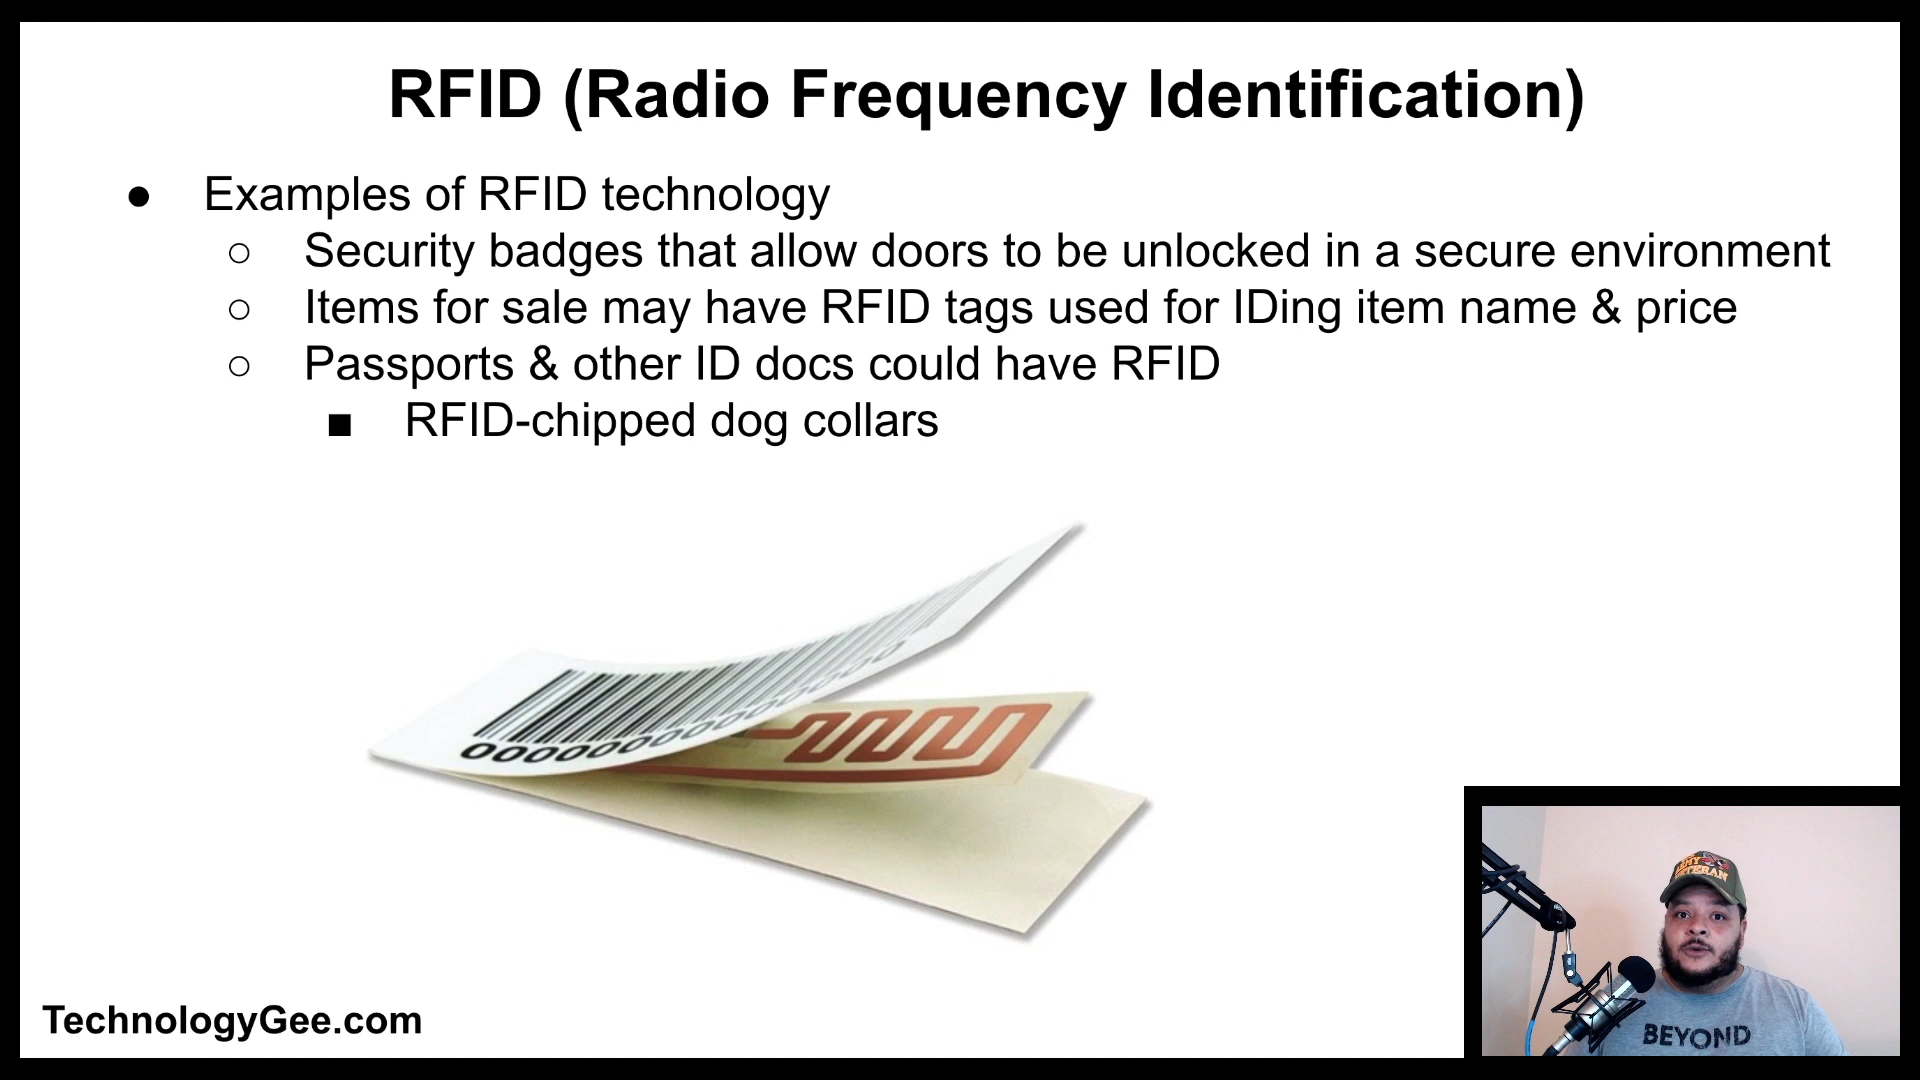 RFID (Radio Frequency Identification)
● Examples of RFID technology
○ Security badges that allow doors to be unlocked in a secure environment
○ Items for sale may have RFID tags used for IDing item name & price
○ Passports & other ID docs could have RFID
■ RFID-chipped dog collars
TechnologyGee.com
VETERAN
BEYOND